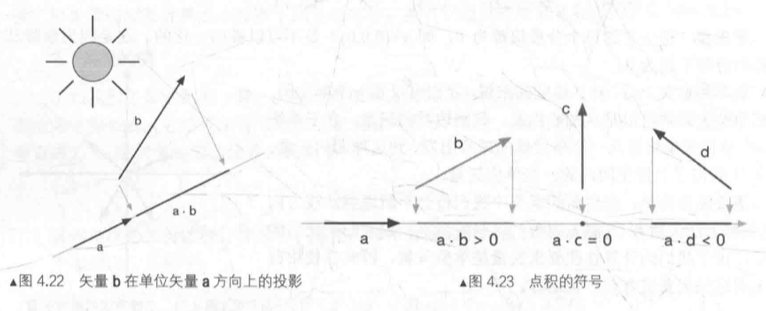 b
a
a · b
▲图 4.22 矢量 b 在单位矢量 a 方向上的投影
c
b
d
a
a · b > 0
a · c = 0
a · d < 0
▲图 4.23 点积的符号